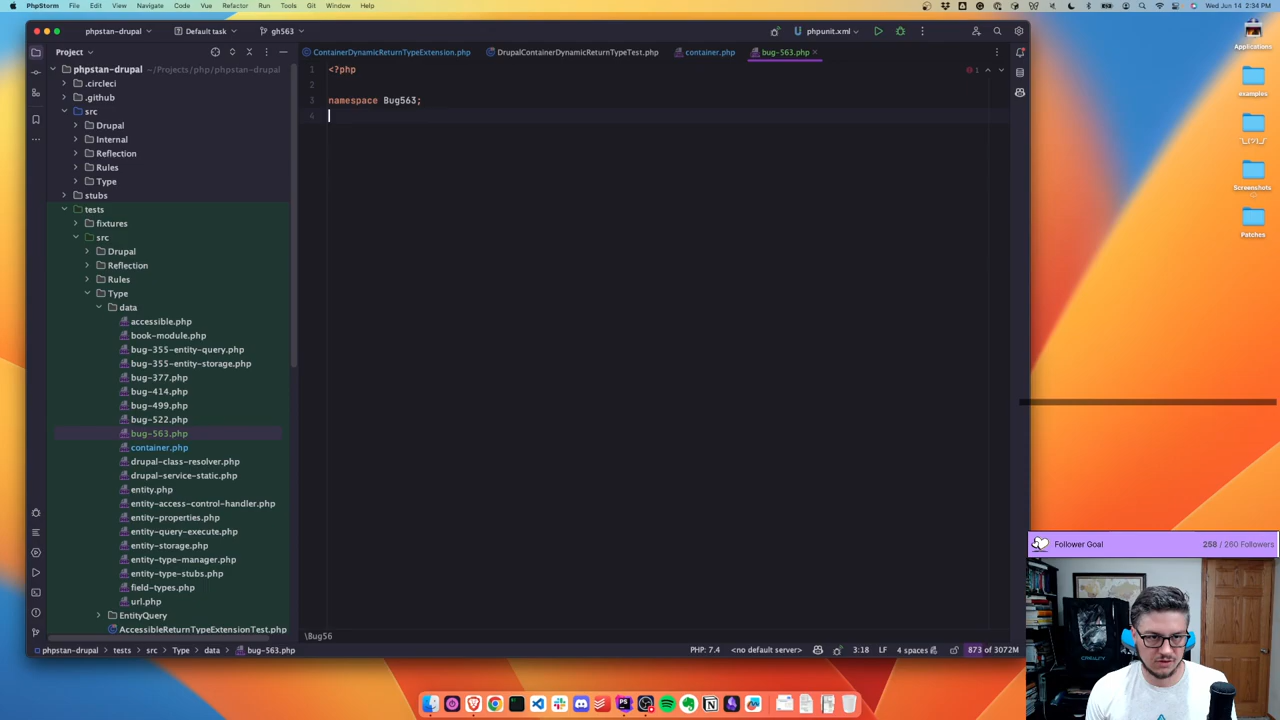 PhpStorm File Edit View Navigate Code Vue Refactor Run Tools Git Window Help
Wed Jun 14 2:34 PM
phpstan-drupal
Default task
gh563
phpunit.xml
Project
ContainerDynamicReturnTypeExtension.php
DrupalContainerDynamicReturnTypeTest.php
container.php
bug-563.php
phpstan-drupal ~/Projects/php/phpstan-drupal
.circleci
.github
src
Drupal
Internal
Reflection
Rules
Type
stubs
tests
fixtures
src
Drupal
Reflection
Rules
Type
data
accessible.php
book-module.php
bug-355-entity-query.php
bug-355-entity-storage.php
bug-377.php
bug-414.php
bug-499.php
bug-522.php
bug-563.php
container.php
drupal-class-resolver.php
drupal-service-static.php
entity.php
entity-access-control-handler.php
entity-properties.php
entity-query-execute.php
entity-storage.php
entity-type-manager.php
entity-type-stubs.php
field-types.php
url.php
EntityQuery
AccessibleReturnTypeExtensionTest.php
1 <?php
2
3 namespace Bug563;
4
1
\Bug56
phpstan-drupal
tests
src
Type
data
bug-563.php
PHP: 7.4
<no default server>
3:18
LF
4 spaces
873 of 3072M
Applications
examples
¯\_(ツ)_/¯
Screenshots
Patches
Follower Goal
258 / 260 Followers